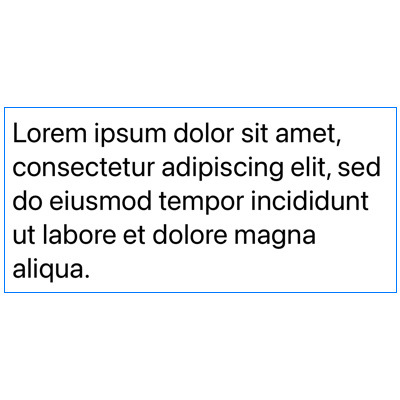 Lorem ipsum dolor sit amet,
consectetur adipiscing elit, sed
do eiusmod tempor incididunt
ut labore et dolore magna
aliqua.